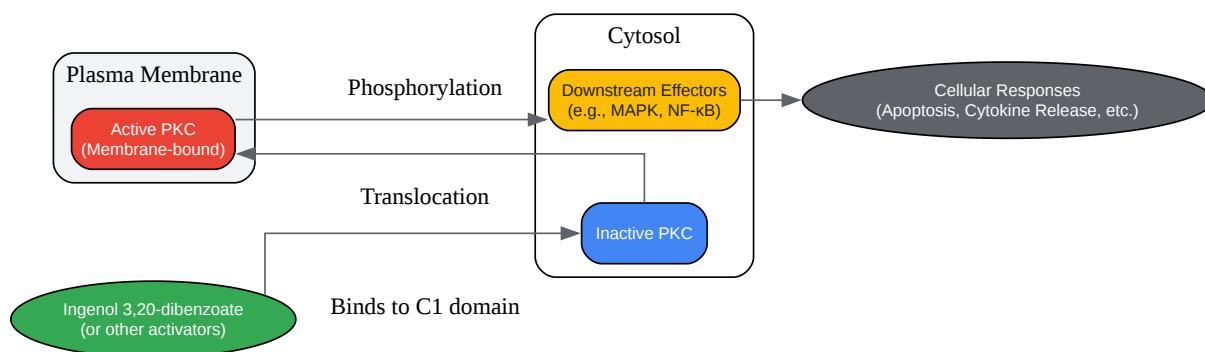 Cytosol
Plasma Membrane
Phosphorylation
Downstream Effectors
(e.g., MAPK, NF-κB)
Cellular Responses
(Apoptosis, Cytokine Release, etc.)
Active PKC
(Membrane-bound)
Translocation
Inactive PKC
Ingenol 3,20-dibenzoate
(or other activators)
Binds to C1 domain